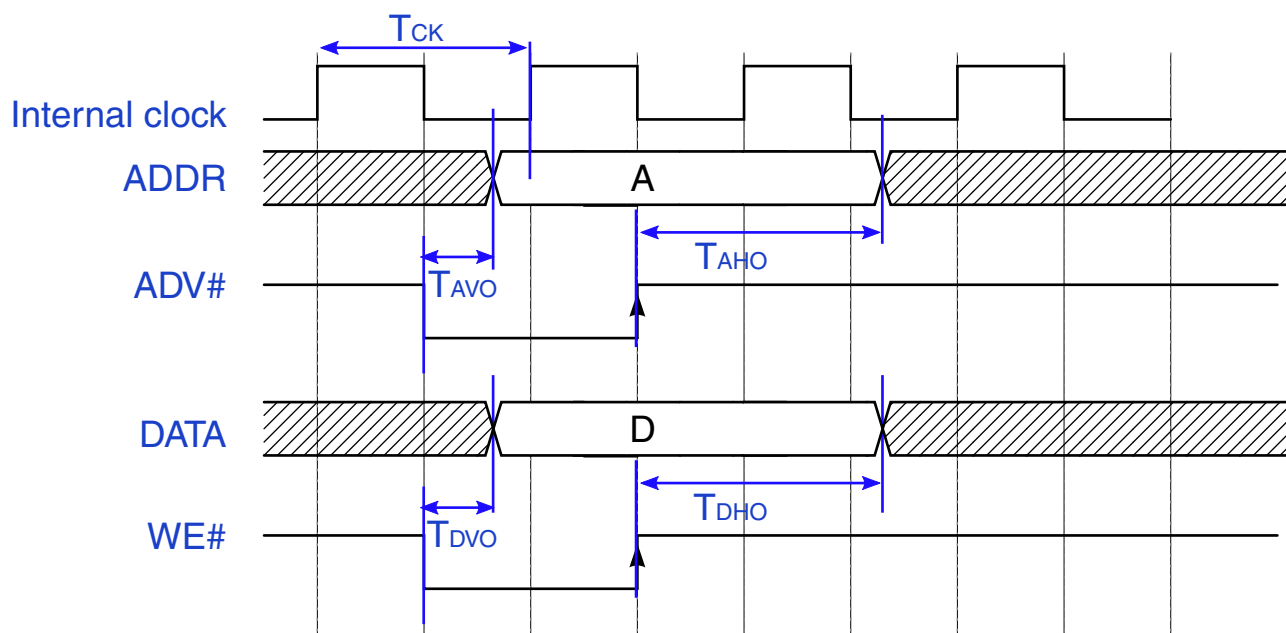 TCK
Internal clock
ADDR
A
TAHO
TAVO
ADV#
DATA
D
TDHO
TDVO
WE#